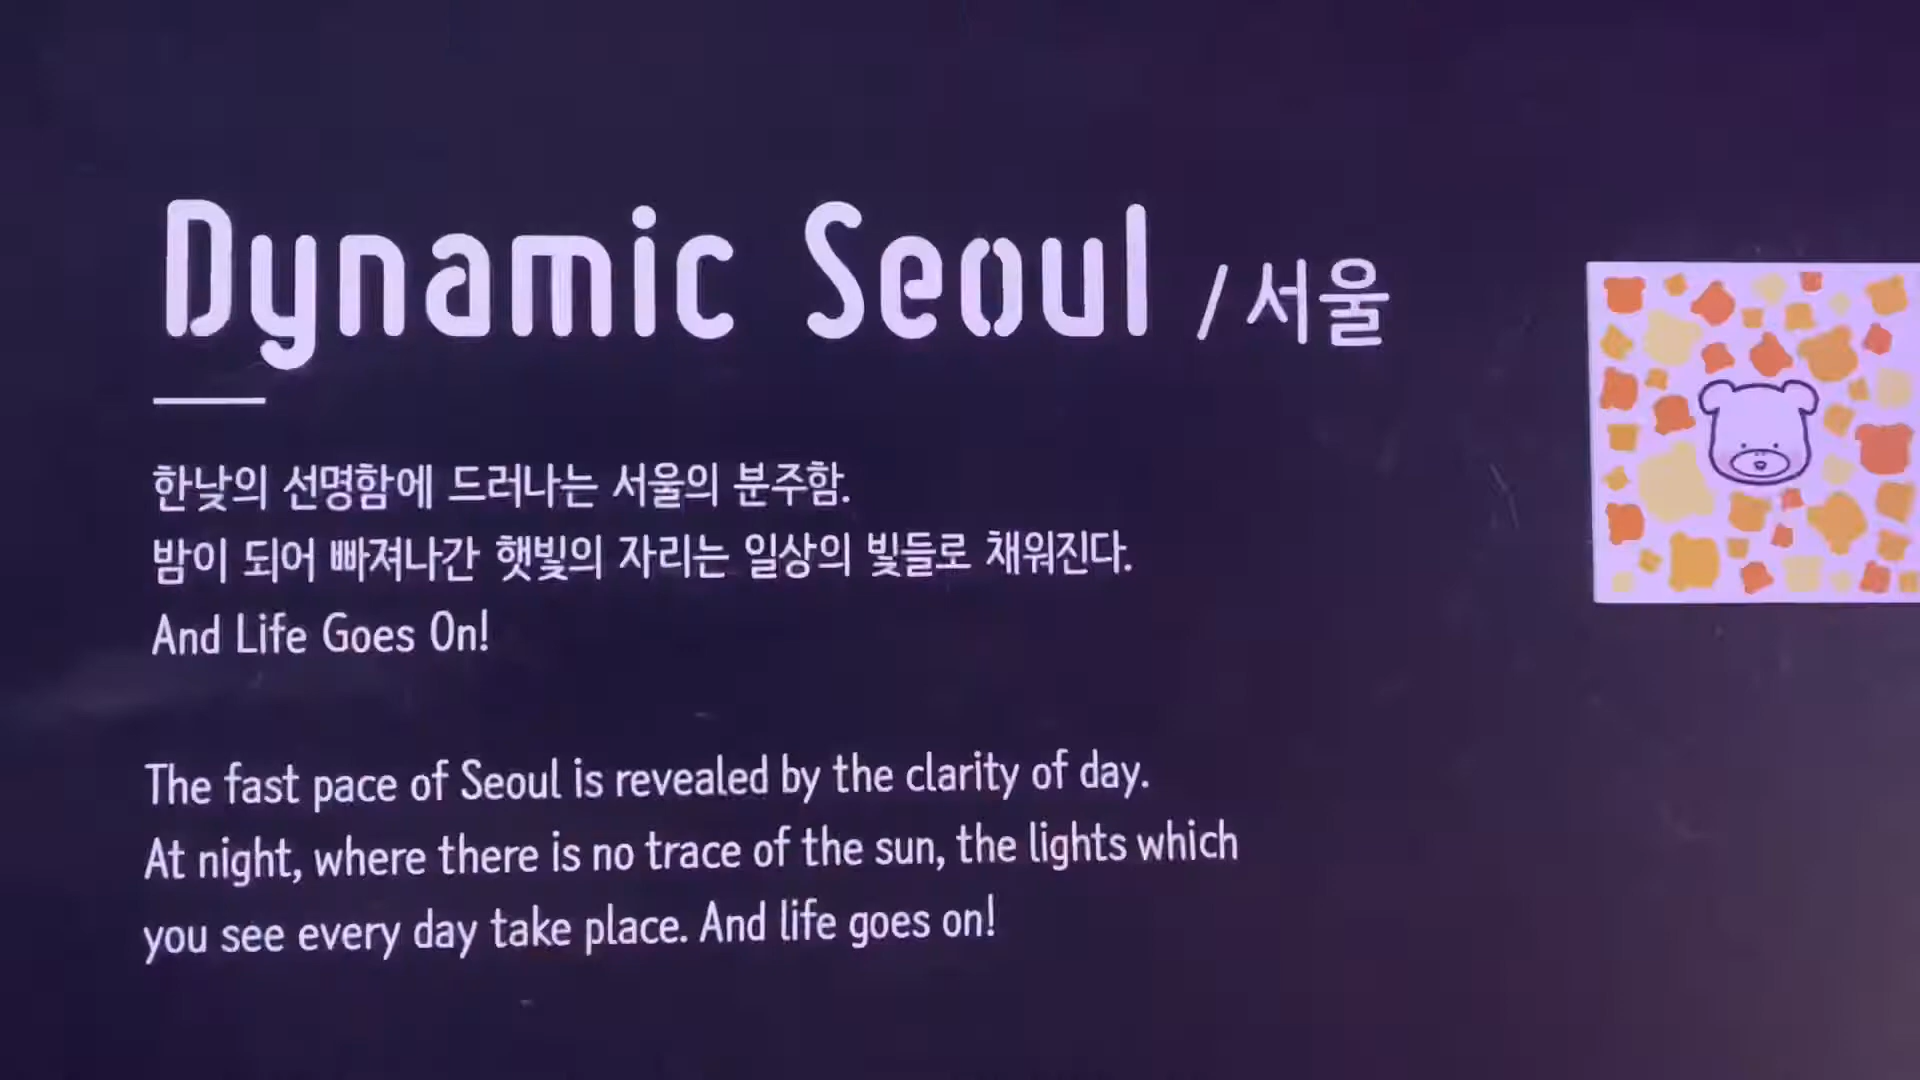 Dynamic Seoul / 서울
한낮의 선명함에 드러나는 서울의 분주함.
밤이 되어 빠져나간 햇빛의 자리는 일상의 빛들로 채워진다.
And Life Goes On!
The fast pace of Seoul is revealed by the clarity of day.
At night, where there is no trace of the sun, the lights which
you see every day take place. And life goes on!